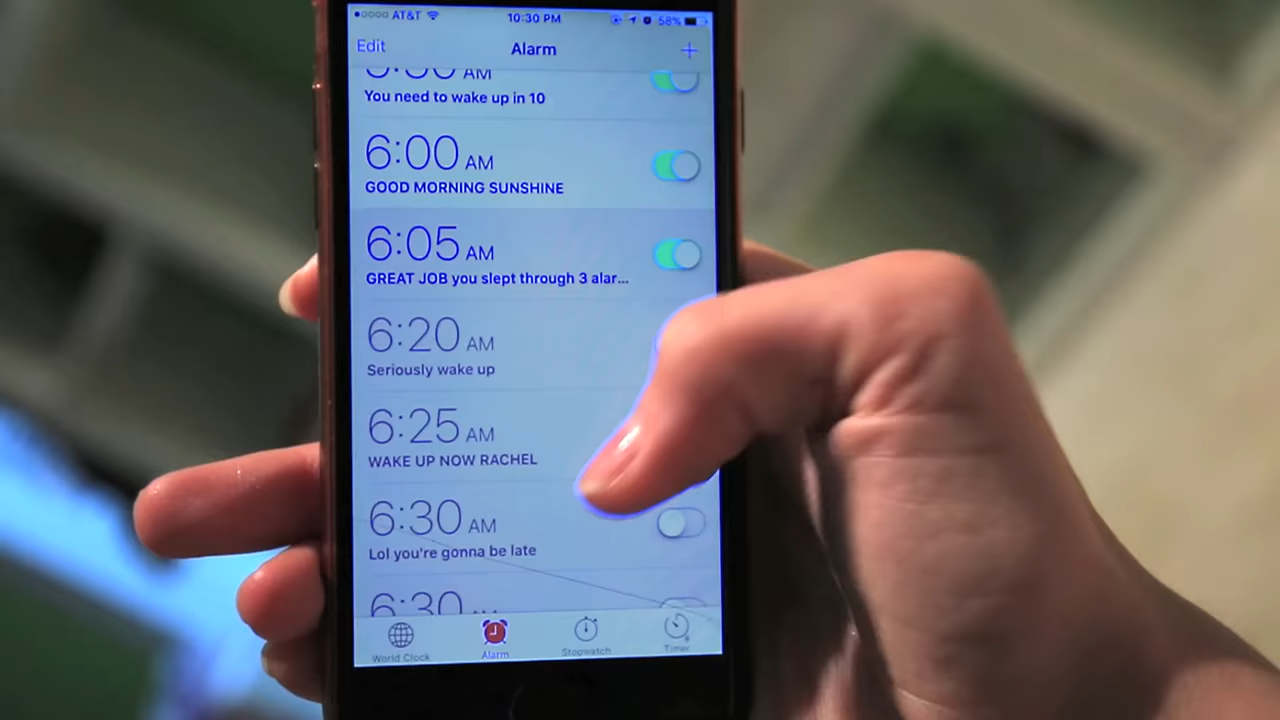 AT&T 10:30 PM 58%
Edit Alarm +
AM
You need to wake up in 10
6:00 AM
GOOD MORNING SUNSHINE
6:05 AM
GREAT JOB you slept through 3 alar...
6:20 AM
Seriously wake up
6:25 AM
WAKE UP NOW RACHEL
6:30 AM
Lol you're gonna be late
6:30
World Clock Alarm Stopwatch Timer